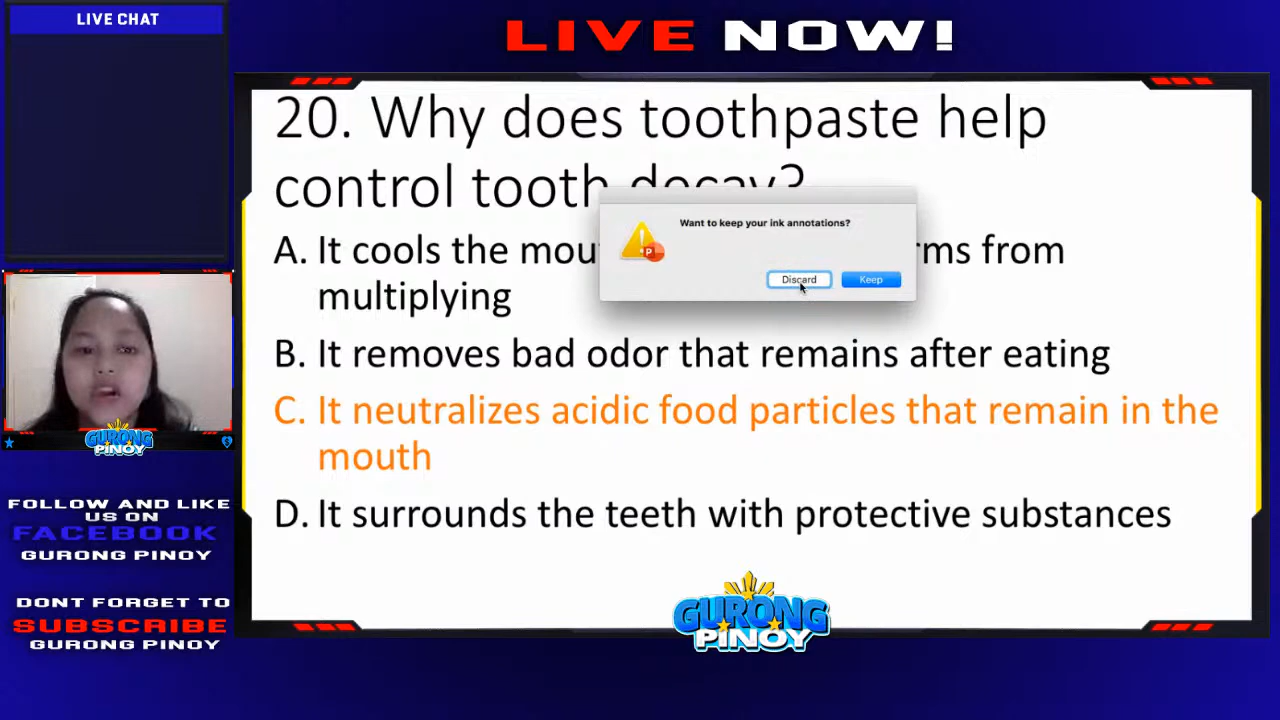 LIVE CHAT
LIVE NOW!
20. Why does toothpaste help
control tooth decay?
A. It cools the mou ms from
multiplying
B. It removes bad odor that remains after eating
C. It neutralizes acidic food particles that remain in the
mouth
D. It surrounds the teeth with protective substances
Want to keep your ink annotations?
Discard
Keep
GURONG
PINOY
FOLLOW AND LIKE
US ON
FACEBOOK
GURONG PINOY
DONT FORGET TO
SUBSCRIBE
GURONG PINOY
GURONG
PINOY